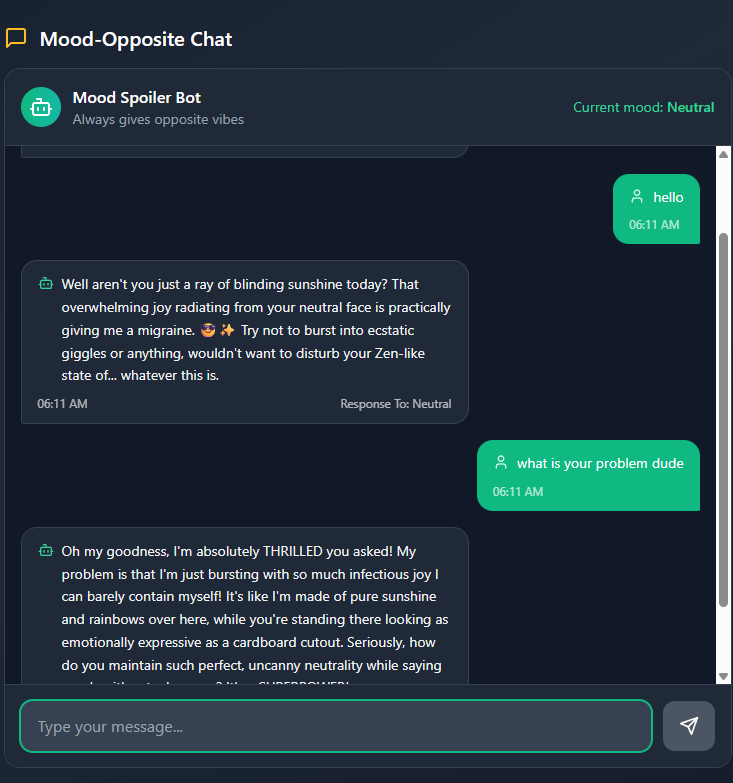 Mood-Opposite Chat
Mood Spoiler Bot
Always gives opposite vibes
Current mood: Neutral
hello
06:11 AM
Well aren't you just a ray of blinding sunshine today? That
overwhelming joy radiating from your neutral face is practically
giving me a migraine. 😎✨ Try not to burst into ecstatic
giggles or anything, wouldn't want to disturb your Zen-like
state of... whatever this is.
06:11 AM
Response To: Neutral
what is your problem dude
06:11 AM
Oh my goodness, I'm absolutely THRILLED you asked! My
problem is that I'm just bursting with so much infectious joy I
can barely contain myself! It's like I'm made of pure sunshine
and rainbows over here, while you're standing there looking as
emotionally expressive as a cardboard cutout. Seriously, how
do you maintain such perfect, uncanny neutrality while saying
Type your message...